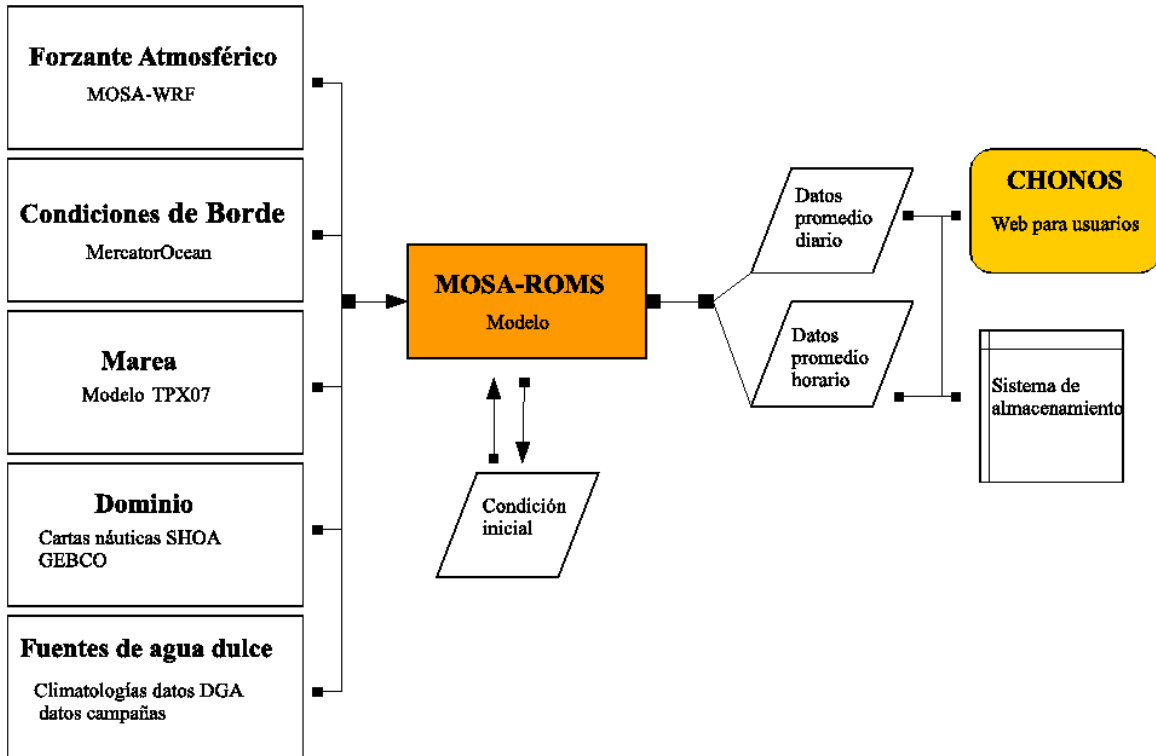 Forzante Atmosférico
MOSA-WRF
Condiciones de Borde
MercatorOcean
Marea
Modelo TPX07
Dominio
Cartas náuticas SHOA
GEBCO
Fuentes de agua dulce
Climatologías datos DGA
datos campañas
MOSA-ROMS
Modelo
Condición
inicial
Datos
promedio
diario
Datos
promedio
horario
CHONOS
Web para usuarios
Sistema de
almacenamiento